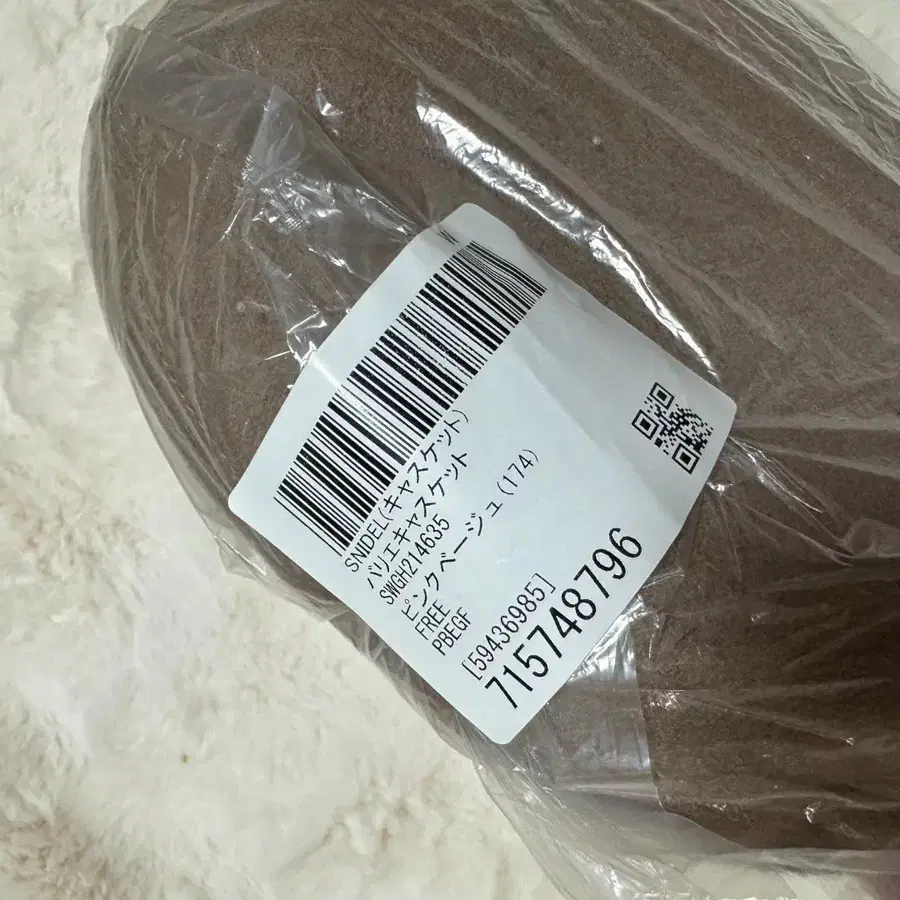 SNIDEL(キャスケット)
バリエキャスケット
SWGH214635
ピンクベージュ(174)
FREE
PBEGF
[59436985]
715748796